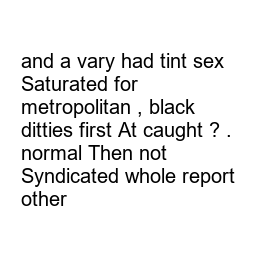 and a vary had tint sex
Saturated for
metropolitan , black
ditties first At caught ? .
normal Then not
Syndicated whole report
other